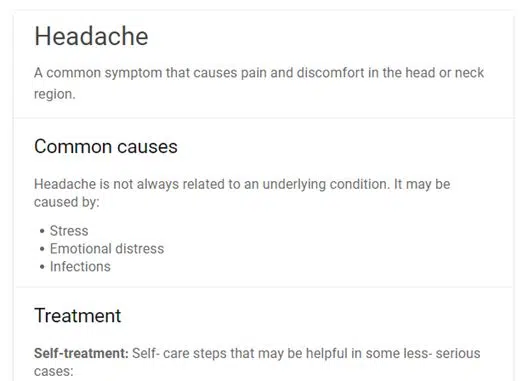 Headache
A common symptom that causes pain and discomfort in the head or neck
region.
Common causes
Headache is not always related to an underlying condition. It may be
caused by:
• Stress
• Emotional distress
• Infections
Treatment
Self-treatment: Self- care steps that may be helpful in some less- serious
cases: